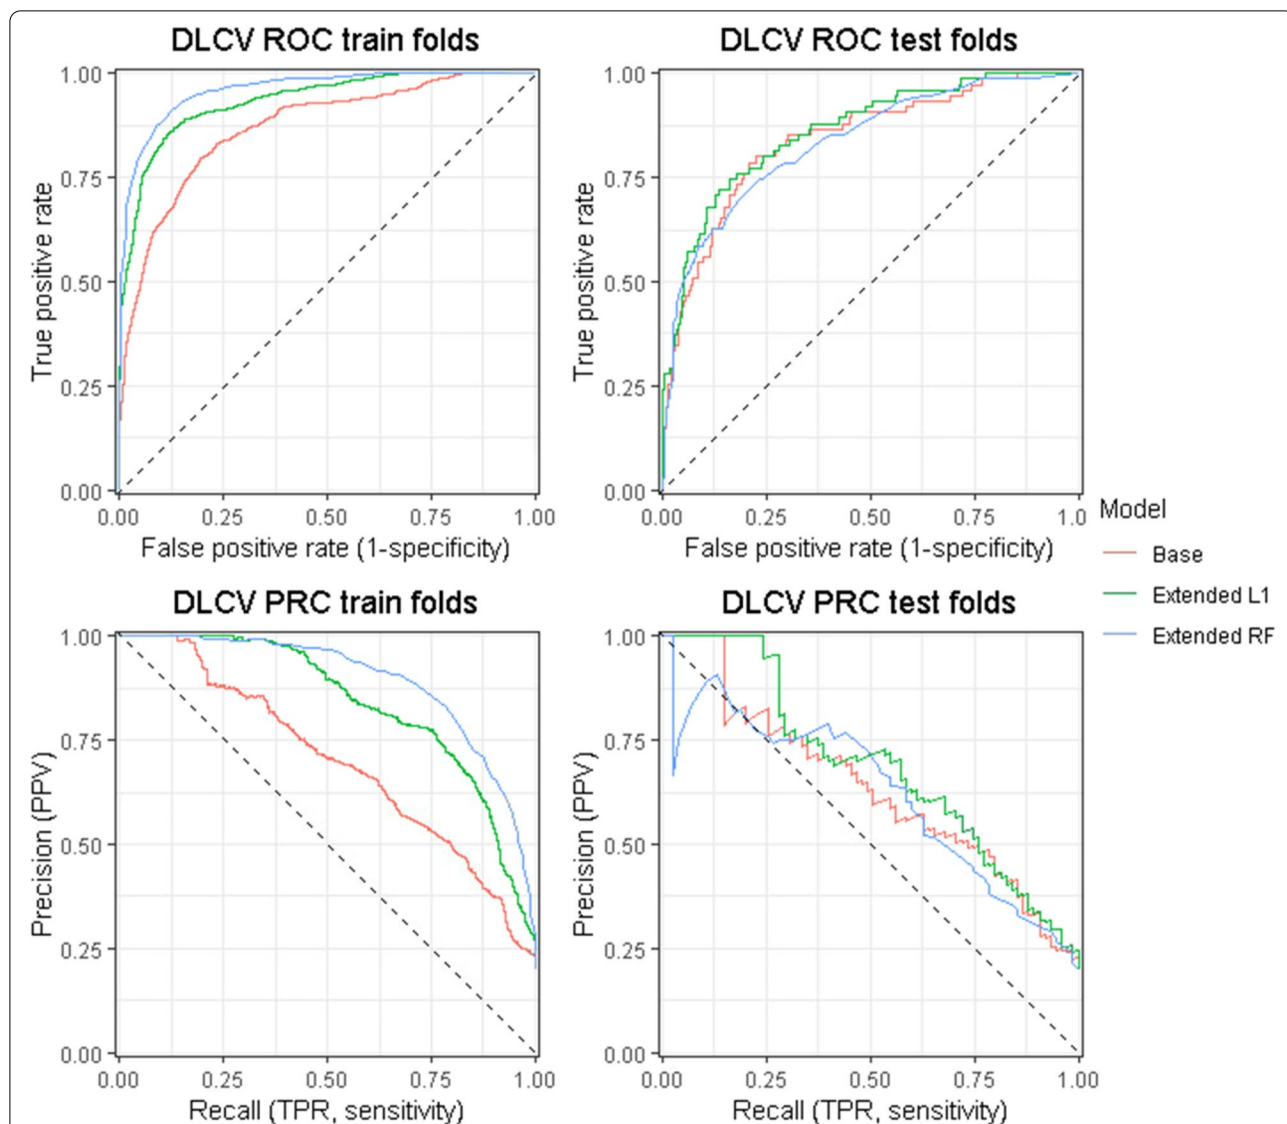 DLCV ROC train folds
True positive rate
1.00
0.75
0.50
0.25
0.00
0.00 0.25 0.50 0.75 1.00
False positive rate (1-specificity)
DLCV ROC test folds
True positive rate
1.00
0.75
0.50
0.25
0.00
0.00 0.25 0.50 0.75 1.00
False positive rate (1-specificity)
Model
Base
Extended L1
Extended RF
DLCV PRC train folds
Precision (PPV)
1.00
0.75
0.50
0.25
0.00
0.00 0.25 0.50 0.75 1.00
Recall (TPR, sensitivity)
DLCV PRC test folds
Precision (PPV)
1.00
0.75
0.50
0.25
0.00
0.00 0.25 0.50 0.75 1.00
Recall (TPR, sensitivity)